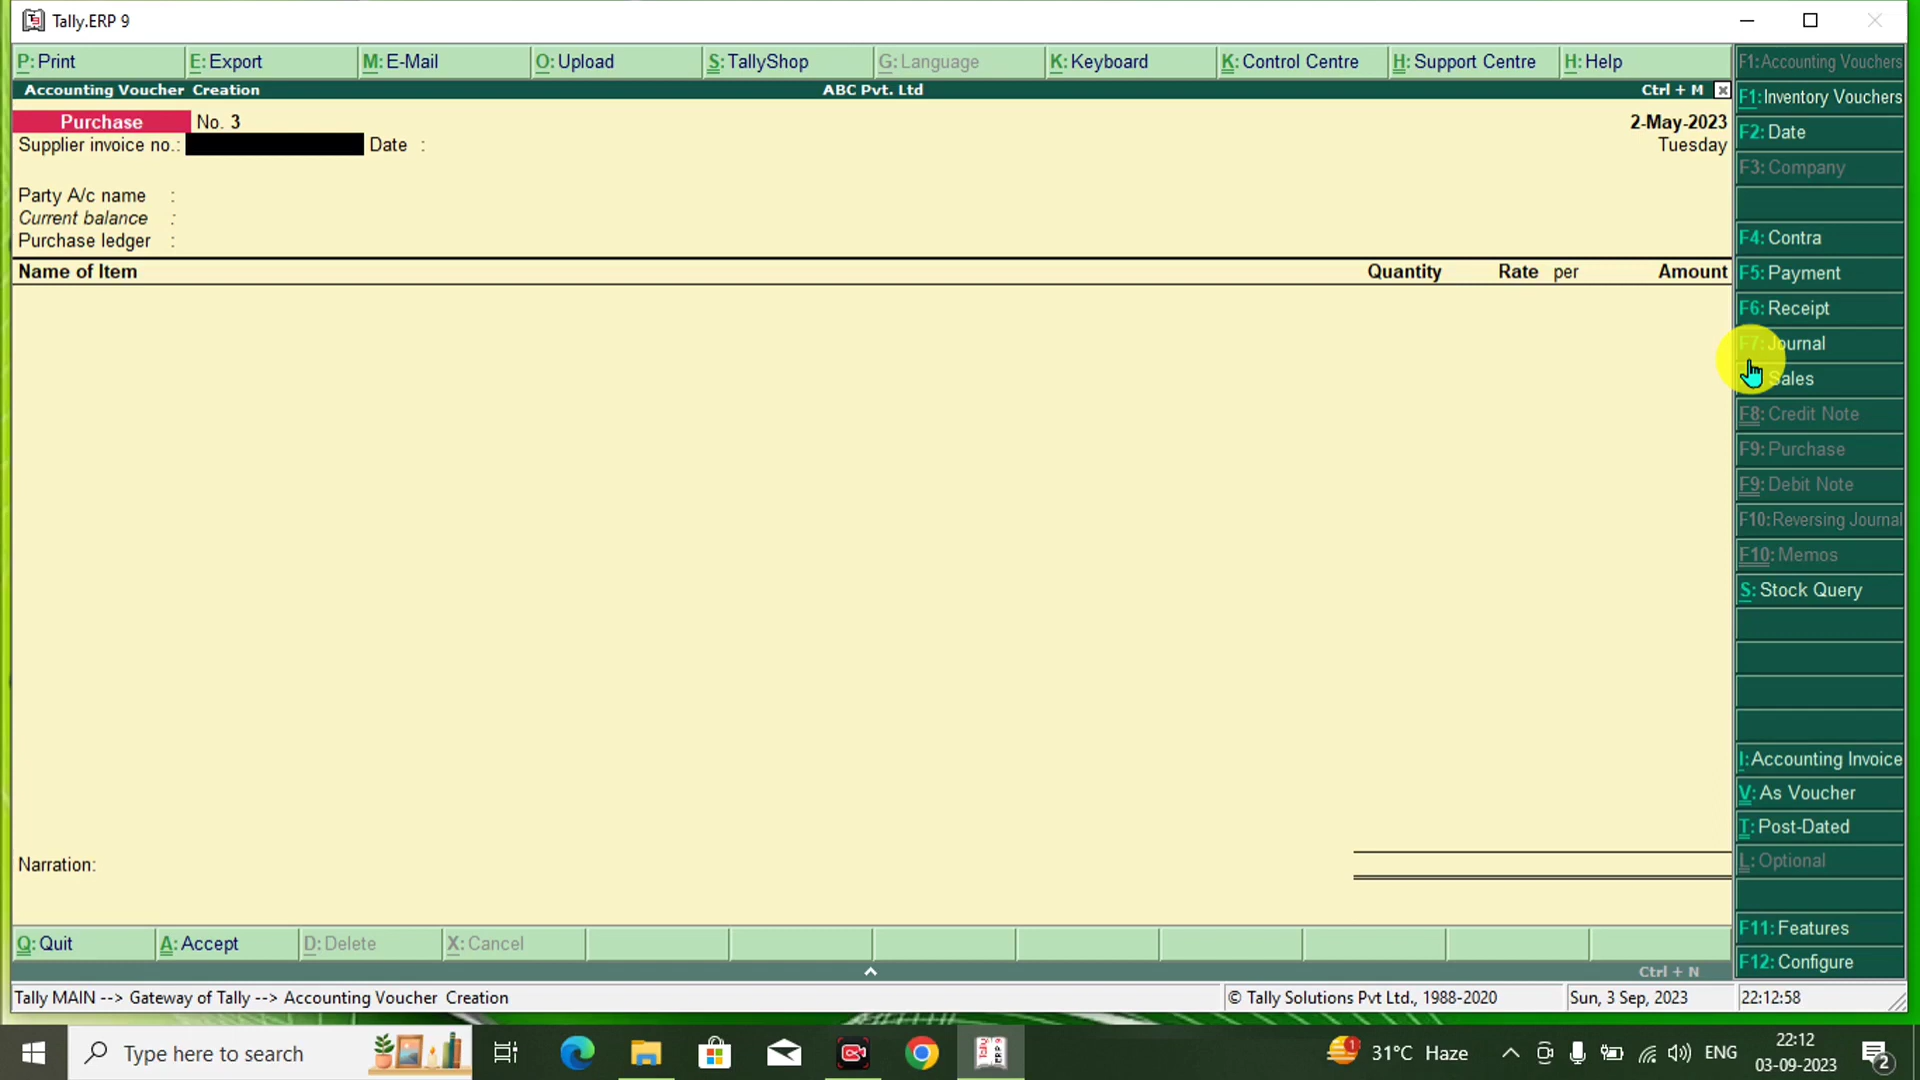 Tally.ERP 9
P: Print E: Export M: E-Mail O: Upload S: TallyShop G: Language K: Keyboard K: Control Centre H: Support Centre H: Help
Accounting Voucher Creation ABC Pvt. Ltd Ctrl + M
Purchase No. 3 2-May-2023
Supplier invoice no.: Date : Tuesday
Party A/c name :
Current balance :
Purchase ledger :
Name of Item Quantity Rate per Amount
Narration:
Q: Quit A: Accept D: Delete X: Cancel
Ctrl + N
F1: Accounting Vouchers
F1: Inventory Vouchers
F2: Date
F3: Company
F4: Contra
F5: Payment
F6: Receipt
F7: Journal
Sales
F8: Credit Note
F9: Purchase
F9: Debit Note
F10: Reversing Journal
F10: Memos
S: Stock Query
I: Accounting Invoice
V: As Voucher
T: Post-Dated
L: Optional
F11: Features
F12: Configure
Tally MAIN --> Gateway of Tally --> Accounting Voucher Creation © Tally Solutions Pvt Ltd., 1988-2020 Sun, 3 Sep, 2023 22:12:58
Type here to search 1 31°C Haze ENG 22:12
03-09-2023 2